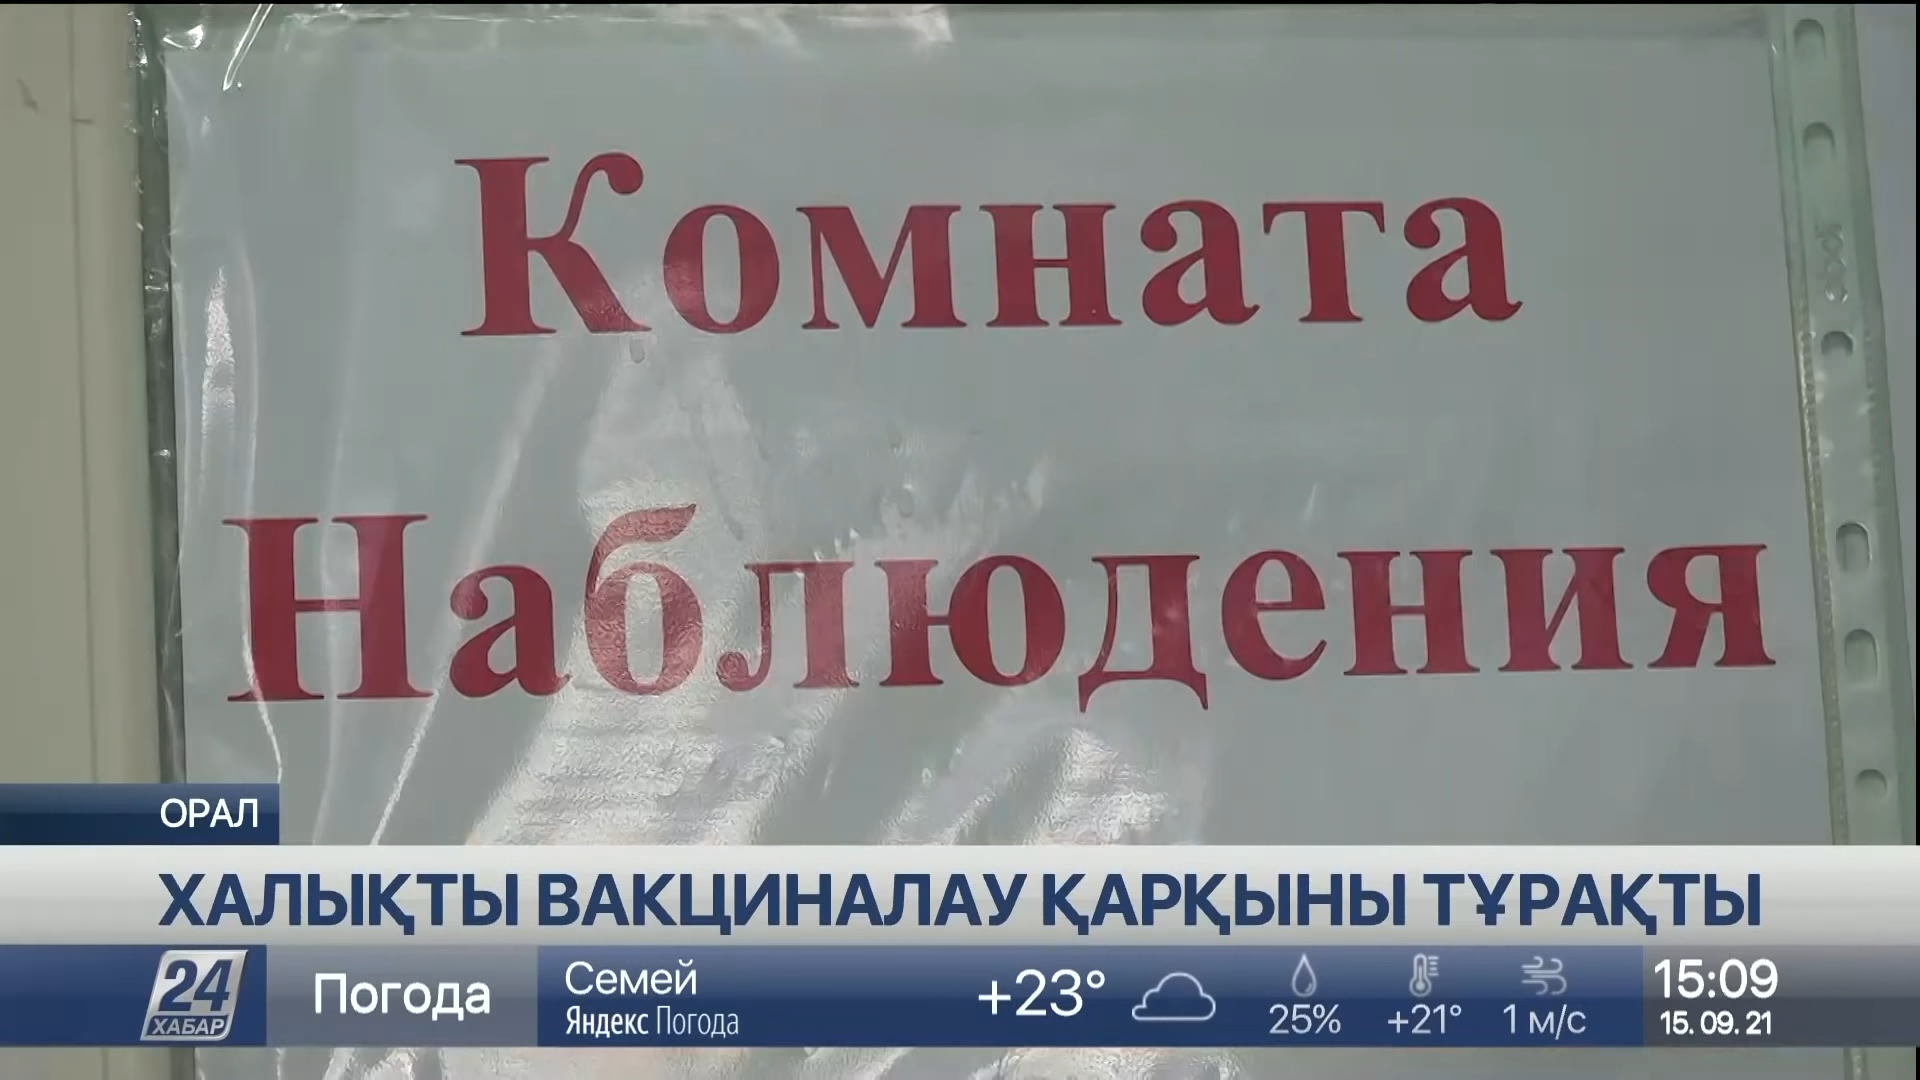 Комната
Наблюдения
ОРАЛ
ХАЛЫҚТЫ ВАКЦИНАЛАУ ҚАРҚЫНЫ ТҰРАҚТЫ
24
ХАБАР
Погода
Семей
Яндекс Погода
+23°
25%
+21°
1 м/с
15:09
15. 09. 21